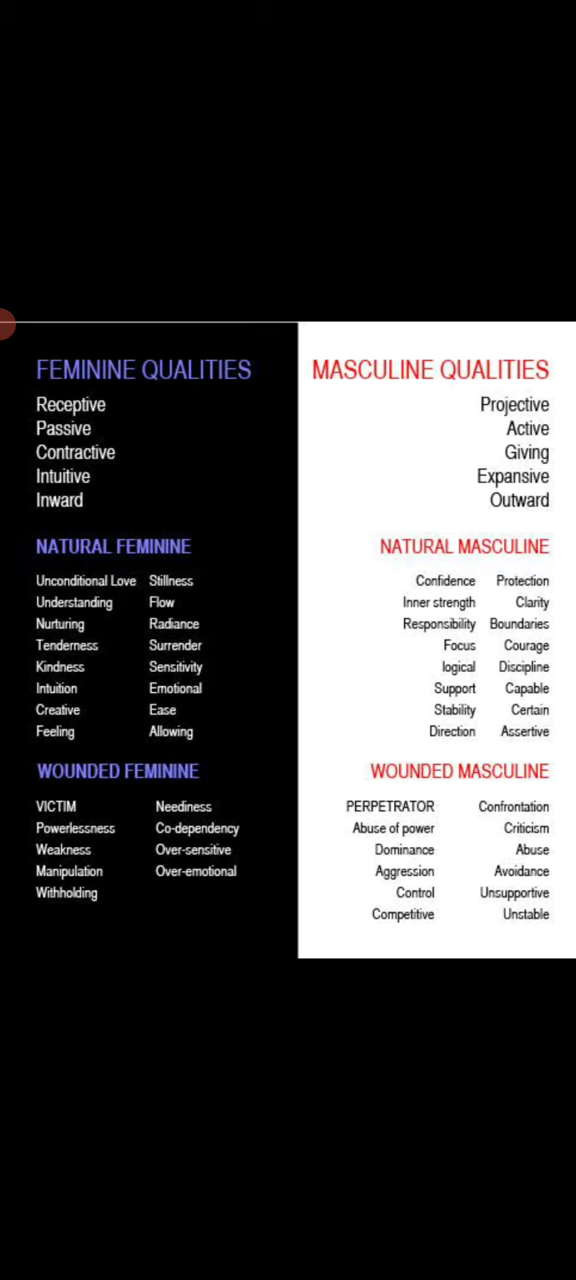 FEMININE QUALITIES
Receptive
Passive
Contractive
Intuitive
Inward
NATURAL FEMININE
Unconditional Love Stillness
Understanding Flow
Nurturing Radiance
Tenderness Surrender
Kindness Sensitivity
Intuition Emotional
Creative Ease
Feeling Allowing
WOUNDED FEMININE
VICTIM Neediness
Powerlessness Co-dependency
Weakness Over-sensitive
Manipulation Over-emotional
Withholding
MASCULINE QUALITIES
Projective
Active
Giving
Expansive
Outward
NATURAL MASCULINE
Confidence Protection
Inner strength Clarity
Responsibility Boundaries
Focus Courage
logical Discipline
Support Capable
Stability Certain
Direction Assertive
WOUNDED MASCULINE
PERPETRATOR Confrontation
Abuse of power Criticism
Dominance Abuse
Aggression Avoidance
Control Unsupportive
Competitive Unstable